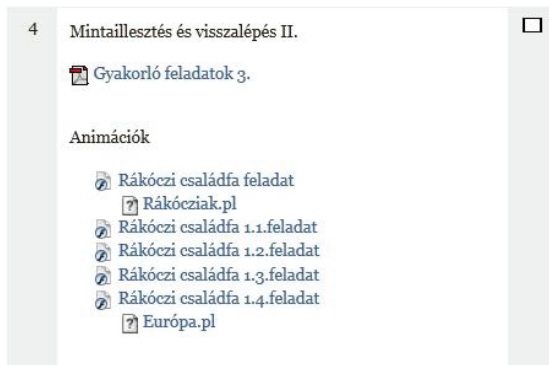 4
Mintaillesztés és visszalépés II.
Gyakorló feladatok 3.
Animációk
Rákóczi családfa feladat
Rákócziak.pl
Rákóczi családfa 1.1.feladat
Rákóczi családfa 1.2.feladat
Rákóczi családfa 1.3.feladat
Rákóczi családfa 1.4.feladat
Európa.pl